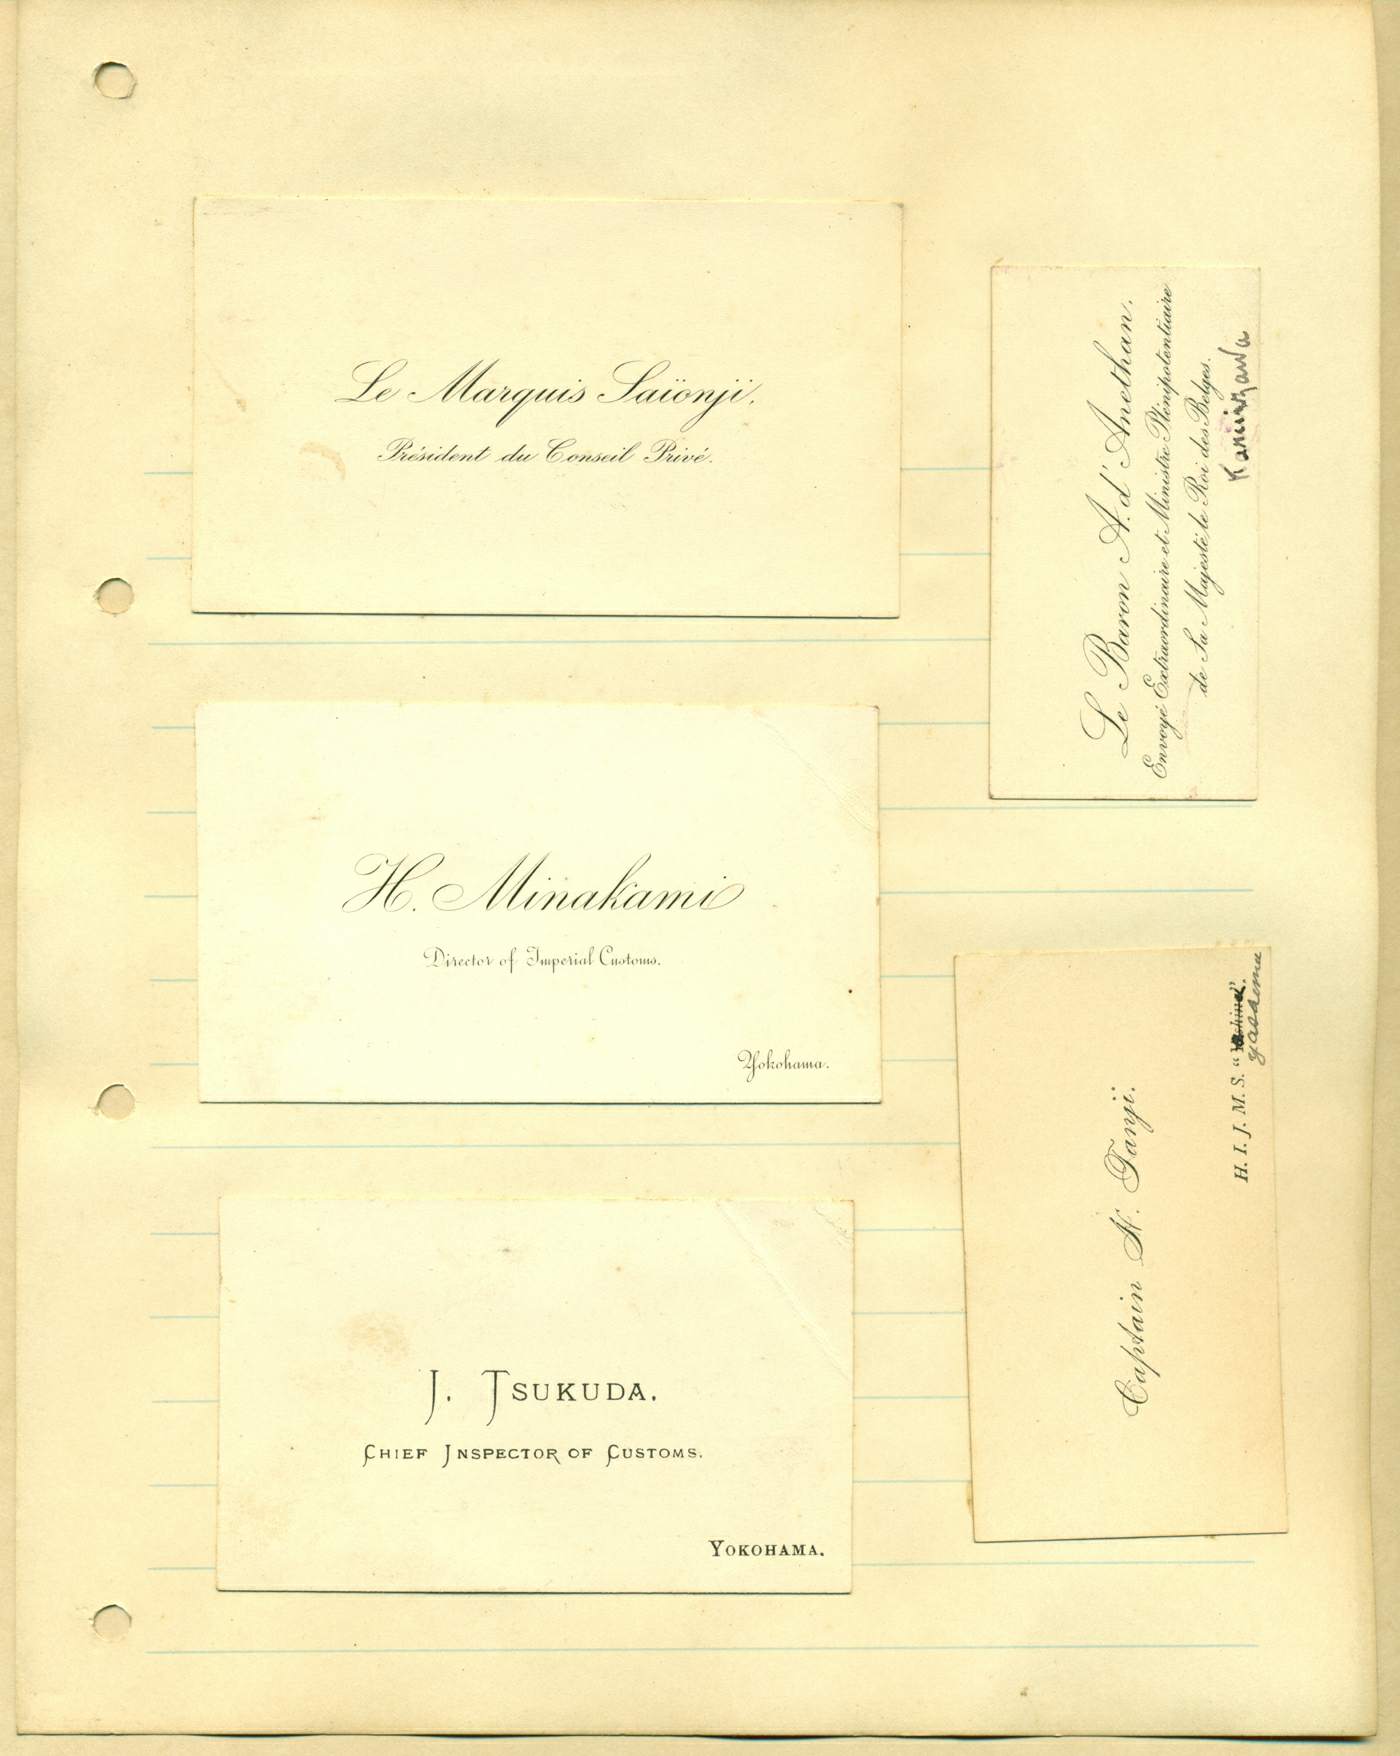 Le Marquis Saïonji.
Président du Conseil Privé.
H. Minakami
Director of Imperial Customs.
Yokohama.
J. TSUKUDA.
CHIEF INSPECTOR OF CUSTOMS.
YOKOHAMA.
Le Baron A. d'Anethan.
Envoyé Extraordinaire et Ministre Plénipotentiaire
de Sa Majesté le Roi des Belges.
Captain H. Tanji.
H. I. J. M. S. "
Yaaema